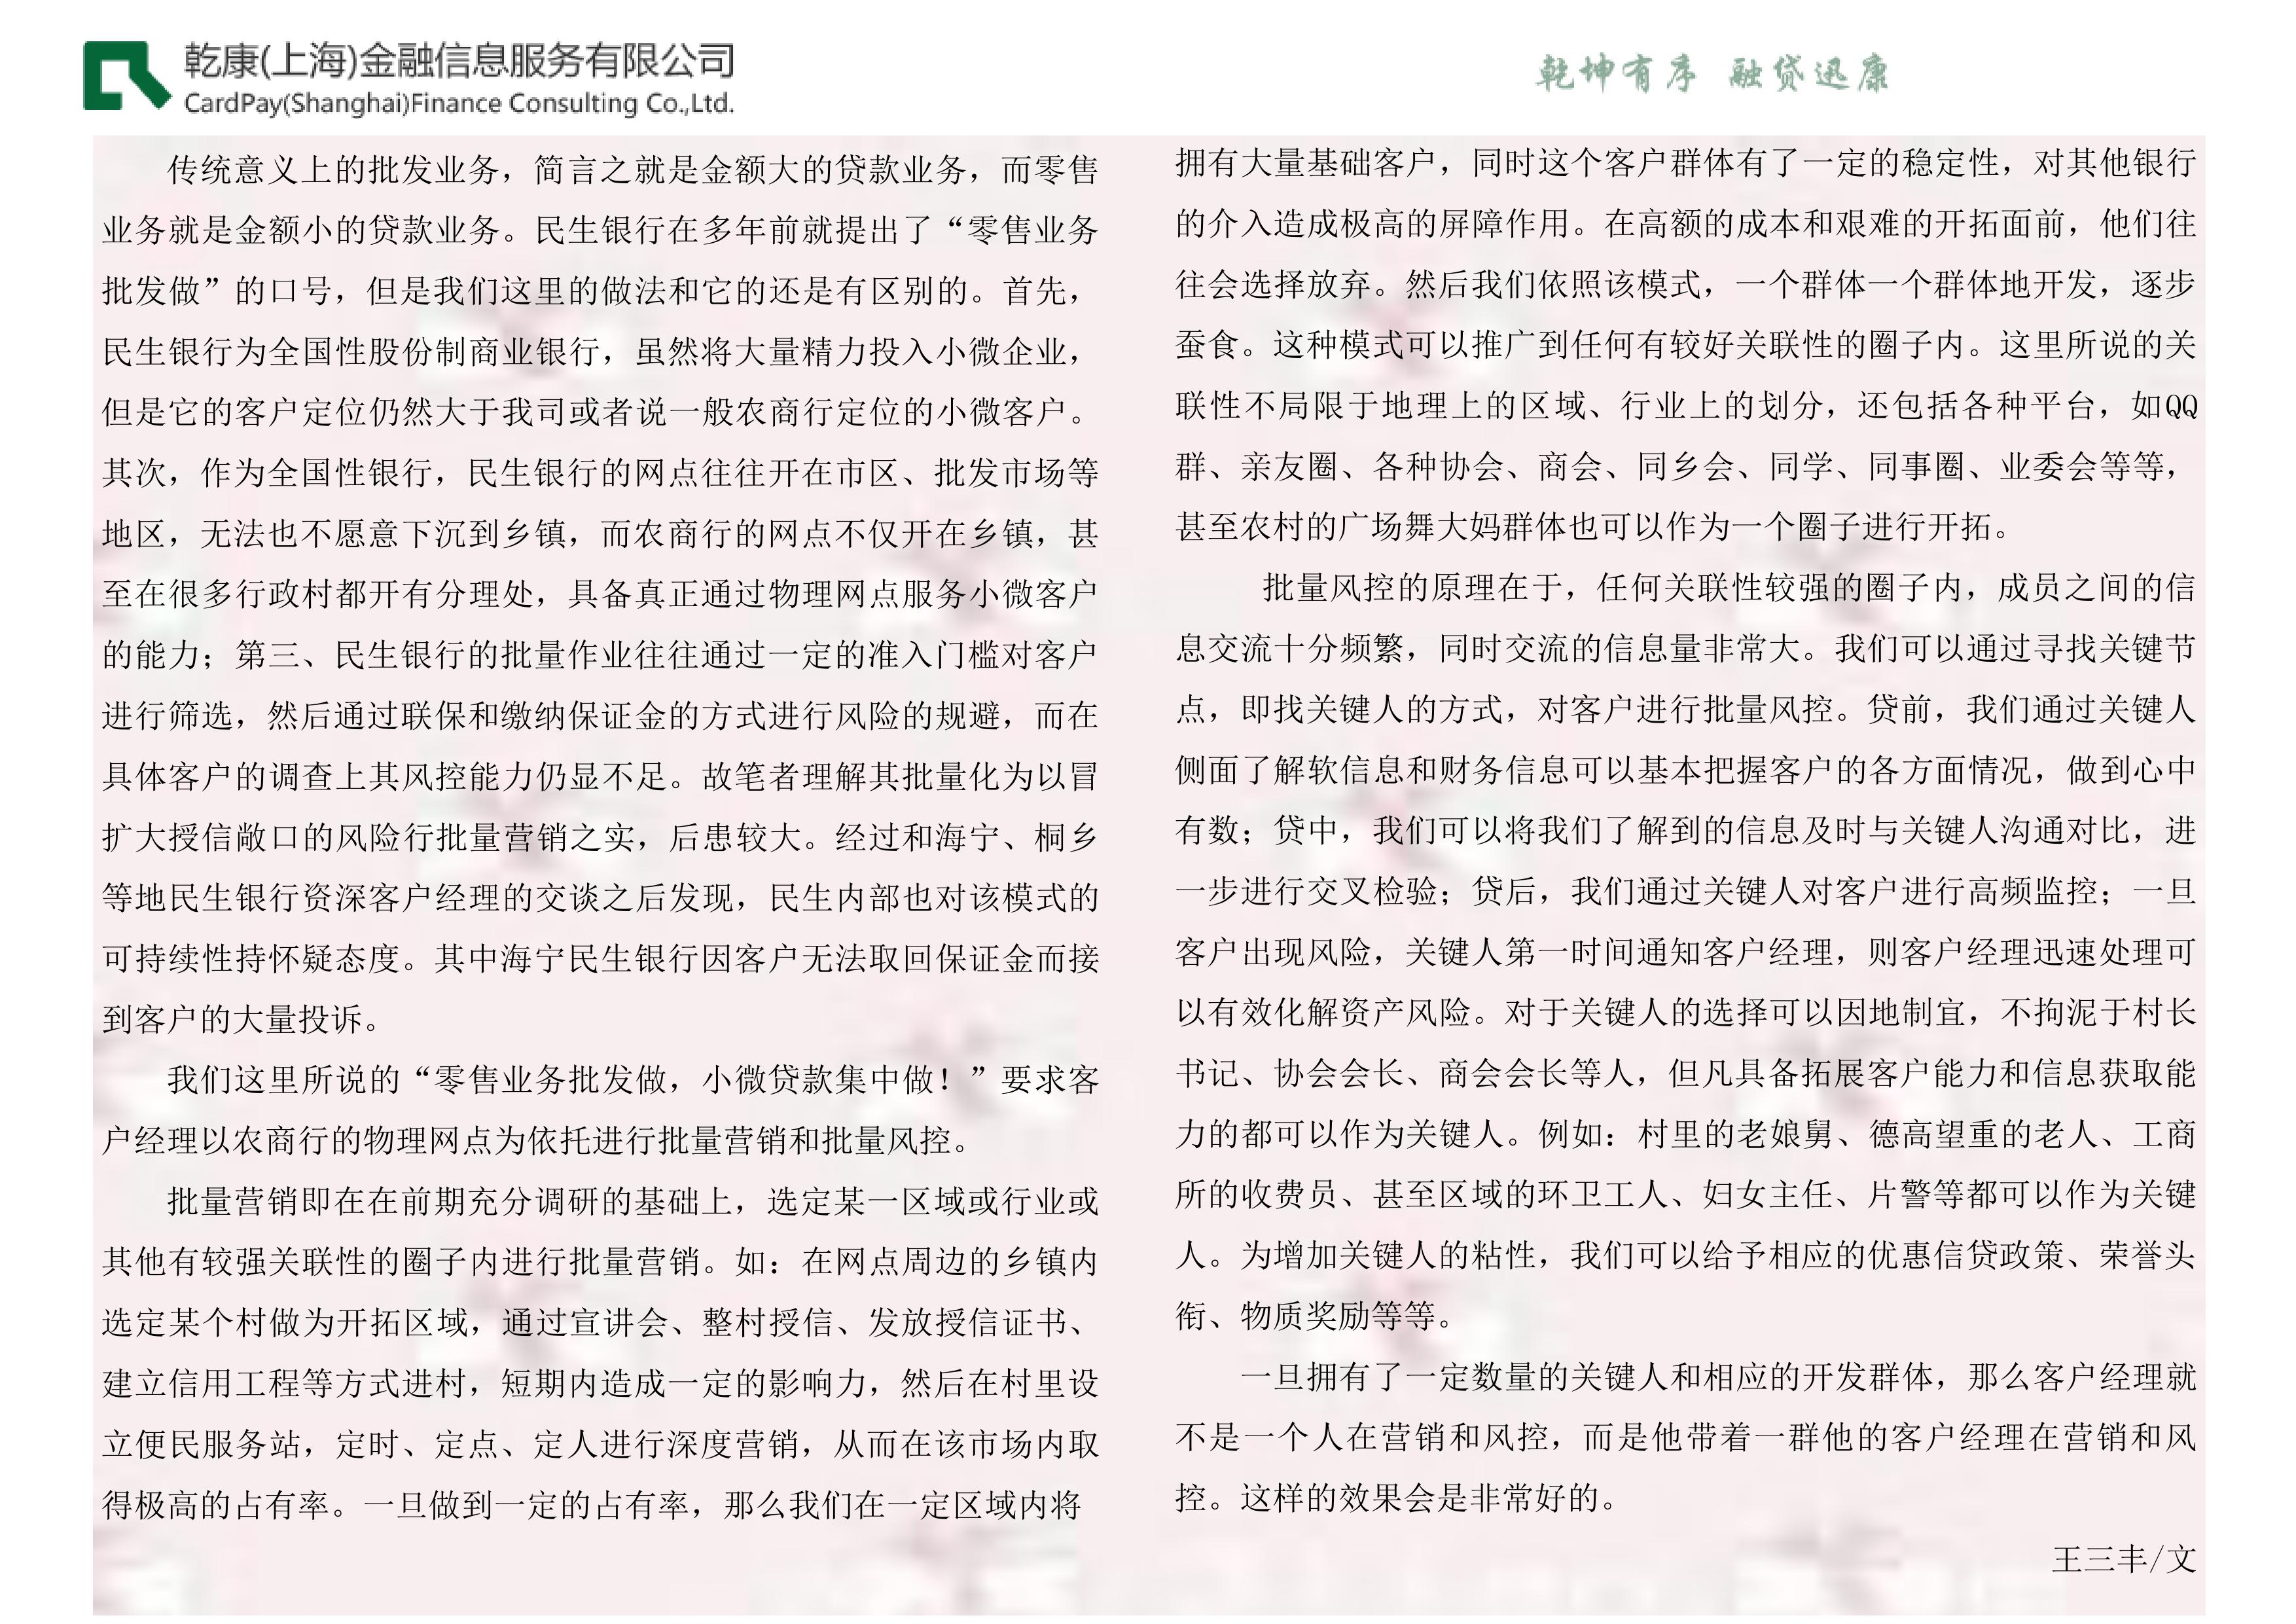 乾康(上海)金融信息服务有限公司
CardPay(Shanghai)Finance Consulting Co.,Ltd.
乾坤有序 融贷迅康
传统意义上的批发业务，简言之就是金额大的贷款业务，而零售
业务就是金额小的贷款业务。民生银行在多年前就提出了“零售业务
批发做”的口号，但是我们这里的做法和它的还是有区别的。首先，
民生银行为全国性股份制商业银行，虽然将大量精力投入小微企业，
但是它的客户定位仍然大于我司或者说一般农商行定位的小微客户。
其次，作为全国性银行，民生银行的网点往往开在市区、批发市场等
地区，无法也不愿意下沉到乡镇，而农商行的网点不仅开在乡镇，甚
至在很多行政村都开有分理处，具备真正通过物理网点服务小微客户
的能力；第三、民生银行的批量作业往往通过一定的准入门槛对客户
进行筛选，然后通过联保和缴纳保证金的方式进行风险的规避，而在
具体客户的调查上其风控能力仍显不足。故笔者理解其批量化为以冒
扩大授信敞口的风险行批量营销之实，后患较大。经过和海宁、桐乡
等地民生银行资深客户经理的交谈之后发现，民生内部也对该模式的
可持续性持怀疑态度。其中海宁民生银行因客户无法取回保证金而接
到客户的大量投诉。
我们这里所说的“零售业务批发做，小微贷款集中做！”要求客
户经理以农商行的物理网点为依托进行批量营销和批量风控。
批量营销即在在前期充分调研的基础上，选定某一区域或行业或
其他有较强关联性的圈子内进行批量营销。如：在网点周边的乡镇内
选定某个村做为开拓区域，通过宣讲会、整村授信、发放授信证书、
建立信用工程等方式进村，短期内造成一定的影响力，然后在村里设
立便民服务站，定时、定点、定人进行深度营销，从而在该市场内取
得极高的占有率。一旦做到一定的占有率，那么我们在一定区域内将
拥有大量基础客户，同时这个客户群体有了一定的稳定性，对其他银行
的介入造成极高的屏障作用。在高额的成本和艰难的开拓面前，他们往
往会选择放弃。然后我们依照该模式，一个群体一个群体地开发，逐步
蚕食。这种模式可以推广到任何有较好关联性的圈子内。这里所说的关
联性不局限于地理上的区域、行业上的划分，还包括各种平台，如QQ
群、亲友圈、各种协会、商会、同乡会、同学、同事圈、业委会等等，
甚至农村的广场舞大妈群体也可以作为一个圈子进行开拓。
批量风控的原理在于，任何关联性较强的圈子内，成员之间的信
息交流十分频繁，同时交流的信息量非常大。我们可以通过寻找关键节
点，即找关键人的方式，对客户进行批量风控。贷前，我们通过关键人
侧面了解软信息和财务信息可以基本把握客户的各方面情况，做到心中
有数；贷中，我们可以将我们了解到的信息及时与关键人沟通对比，进
一步进行交叉检验；贷后，我们通过关键人对客户进行高频监控；一旦
客户出现风险，关键人第一时间通知客户经理，则客户经理迅速处理可
以有效化解资产风险。对于关键人的选择可以因地制宜，不拘泥于村长
书记、协会会长、商会会长等人，但凡具备拓展客户能力和信息获取能
力的都可以作为关键人。例如：村里的老娘舅、德高望重的老人、工商
所的收费员、甚至区域的环卫工人、妇女主任、片警等都可以作为关键
人。为增加关键人的粘性，我们可以给予相应的优惠信贷政策、荣誉头
衔、物质奖励等等。
一旦拥有了一定数量的关键人和相应的开发群体，那么客户经理就
不是一个人在营销和风控，而是他带着一群他的客户经理在营销和风
控。这样的效果会是非常好的。
王三丰/文